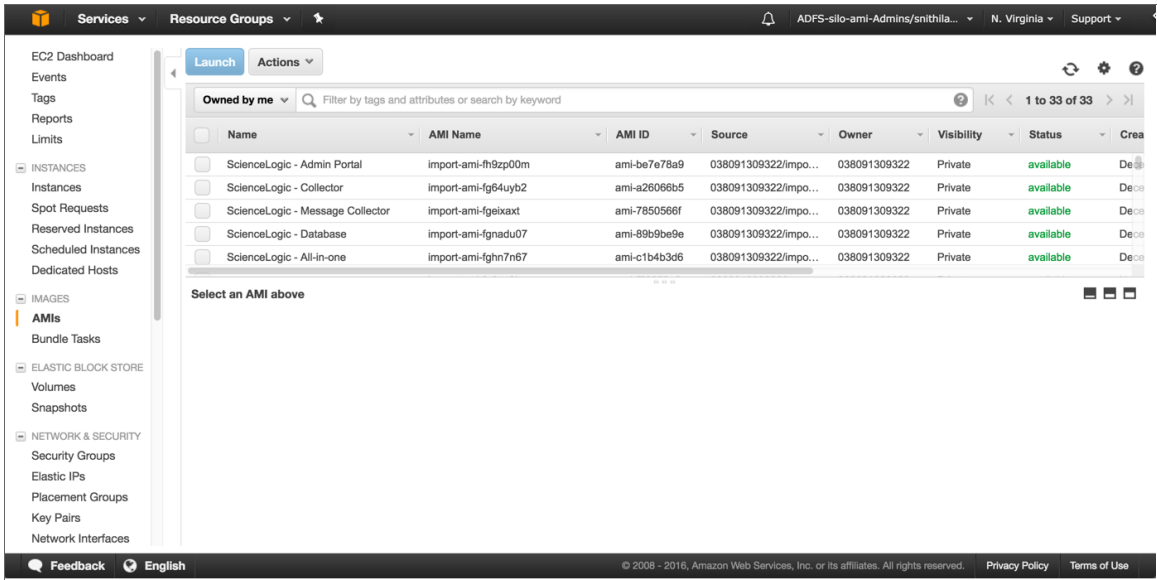 Services Resource Groups ADFS-silo-ami-Admins/snithila... N. Virginia Support
EC2 Dashboard
Events
Tags
Reports
Limits
INSTANCES
Instances
Spot Requests
Reserved Instances
Scheduled Instances
Dedicated Hosts
IMAGES
AMIs
Bundle Tasks
ELASTIC BLOCK STORE
Volumes
Snapshots
NETWORK & SECURITY
Security Groups
Elastic IPs
Placement Groups
Key Pairs
Network Interfaces
Launch Actions
Owned by me Filter by tags and attributes or search by keyword 1 to 33 of 33
Name AMI Name AMI ID Source Owner Visibility Status Crea
ScienceLogic - Admin Portal import-ami-fh9zp00m ami-be7e78a9 038091309322/impo... 038091309322 Private available Dece
ScienceLogic - Collector import-ami-fg64uyb2 ami-a26066b5 038091309322/impo... 038091309322 Private available Dece
ScienceLogic - Message Collector import-ami-fgeixaxt ami-7850566f 038091309322/impo... 038091309322 Private available Dece
ScienceLogic - Database import-ami-fgnadu07 ami-89b9be9e 038091309322/impo... 038091309322 Private available Dece
ScienceLogic - All-in-one import-ami-fghn7n67 ami-c1b4b3d6 038091309322/impo... 038091309322 Private available Dece
Select an AMI above
Feedback English © 2008 - 2016, Amazon Web Services, Inc. or its affiliates. All rights reserved. Privacy Policy Terms of Use